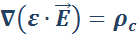 ∇(ε · E⃗) = ρ_c